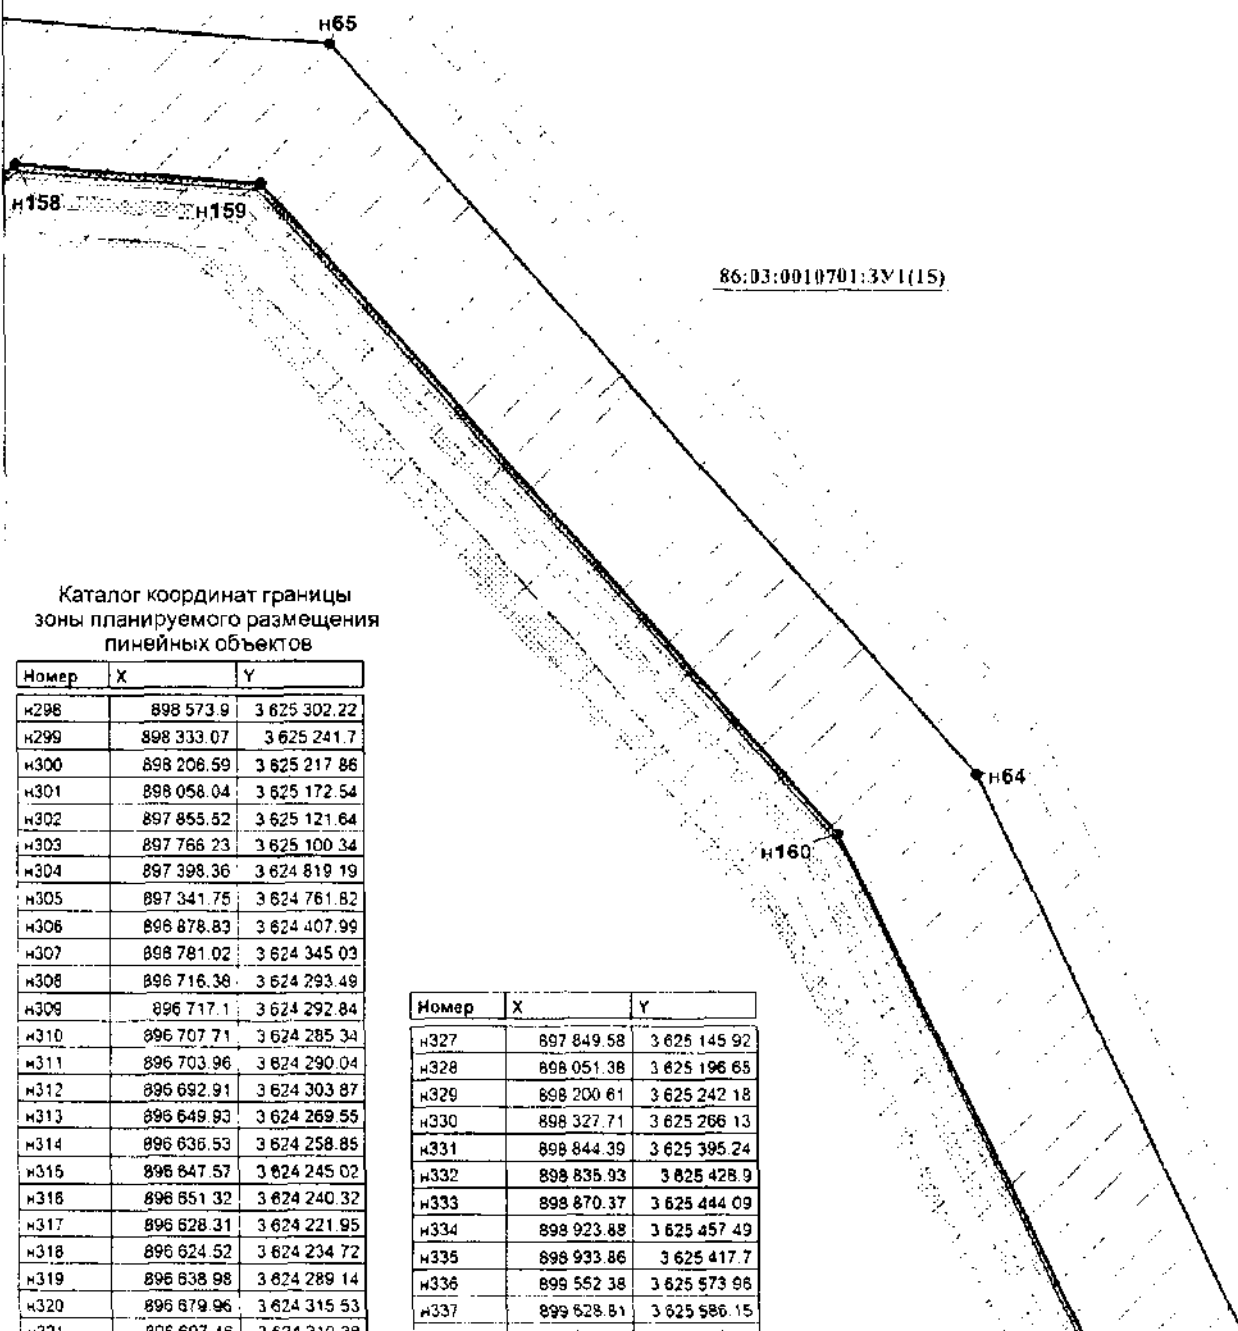 н65
н158
н159
86:03:0010701:ЗУ1(15)
н64
н160
Каталог координат границы
зоны планируемого размещения
линейных объектов
Номер X Y
н298 898 573.9 3 625 302.22
н299 898 333.07 3 625 241.7
н300 898 206.59 3 625 217 86
н301 898 058.04 3 625 172.54
н302 897 855.52 3 625 121.64
н303 897 766 23 3 625 100 34
н304 897 398.36 3 624 819 19
н305 897 341.75 3 624 761.82
н306 896 878.83 3 624 407.99
н307 896 781.02 3 624 345 03
н308 896 716.38 3 624 293.49
н309 896 717.1 3 624 292.84
н310 896 707 71 3 624 285 34
н311 896 703.96 3 624 290.04
н312 896 692.91 3 624 303 87
н313 896 649.93 3 624 269.55
н314 896 636.53 3 624 258.85
н315 896 647.57 3 624 245 02
н316 896 651 32 3 624 240.32
н317 896 628.31 3 624 221.95
н318 896 624.52 3 624 234 72
н319 896 638 98 3 624 289 14
н320 896 679.96 3 624 315 53
Номер X Y
н327 897 849.58 3 625 145 92
н328 898 051.38 3 625 196 65
н329 898 200 61 3 625 242 18
н330 898 327.71 3 625 266 13
н331 898 844.39 3 625 395.24
н332 898 835.93 3 625 428.9
н333 898 870.37 3 625 444 09
н334 898 923.88 3 625 457 49
н335 898 933.86 3 625 417.7
н336 899 552 38 3 625 573 96
н337 899 628.81 3 625 586.15